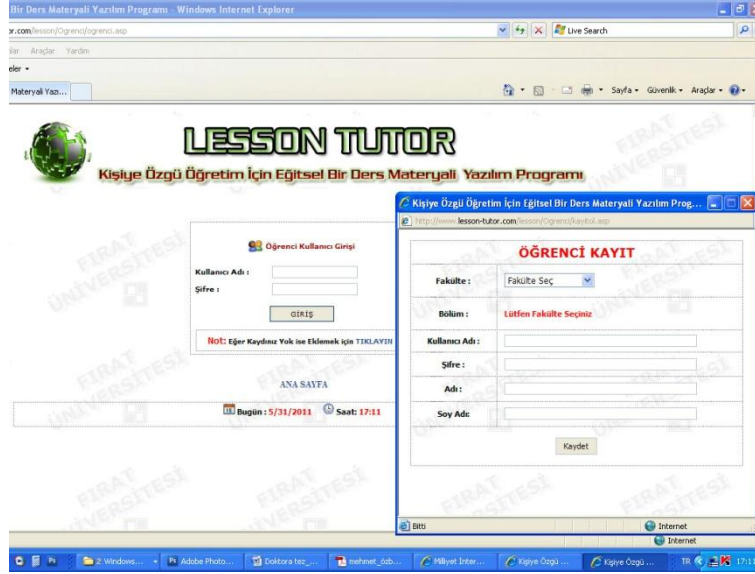 Bir Ders Materyali Yazılım Programı - Windows Internet Explorer
or.com/lesson/Ogrenci/ogrenci.asp
Live Search
Araçlar Yardım
eler
Materyali Yazı...
Sayfa Güvenlik Araçlar
LESSON TUTOR
Kişiye Özgü Öğretim İçin Eğitsel Bir Ders Materyali Yazılım Programı
Öğrenci Kullanıcı Girişi
Kullanıcı Adı :
Şifre :
GİRİŞ
Not: Eğer Kaydınız Yok ise Eklemek için TIKLAYIN
ANA SAYFA
Bugün : 5/31/2011 Saat: 17:11
Kişiye Özgü Öğretim İçin Eğitsel Bir Ders Materyali Yazılım Prog...
http://www.lesson-tutor.com/lesson/Ogrenci/kayitol.asp
ÖĞRENCİ KAYIT
Fakülte : Fakülte Seç
Bölüm : Lütfen Fakülte Seçiniz
Kullanıcı Adı :
Şifre :
Adı :
Soy Adı:
Kaydet
Bitti
Internet
Internet
FIRAT ÜNİVERSİTESİ
2 Windows... Adobe Photo... Doktora tez_... mehmet_özb... Milliyet Inter... Kişiye Özgü ... Kişiye Özgü ... TR 17:11